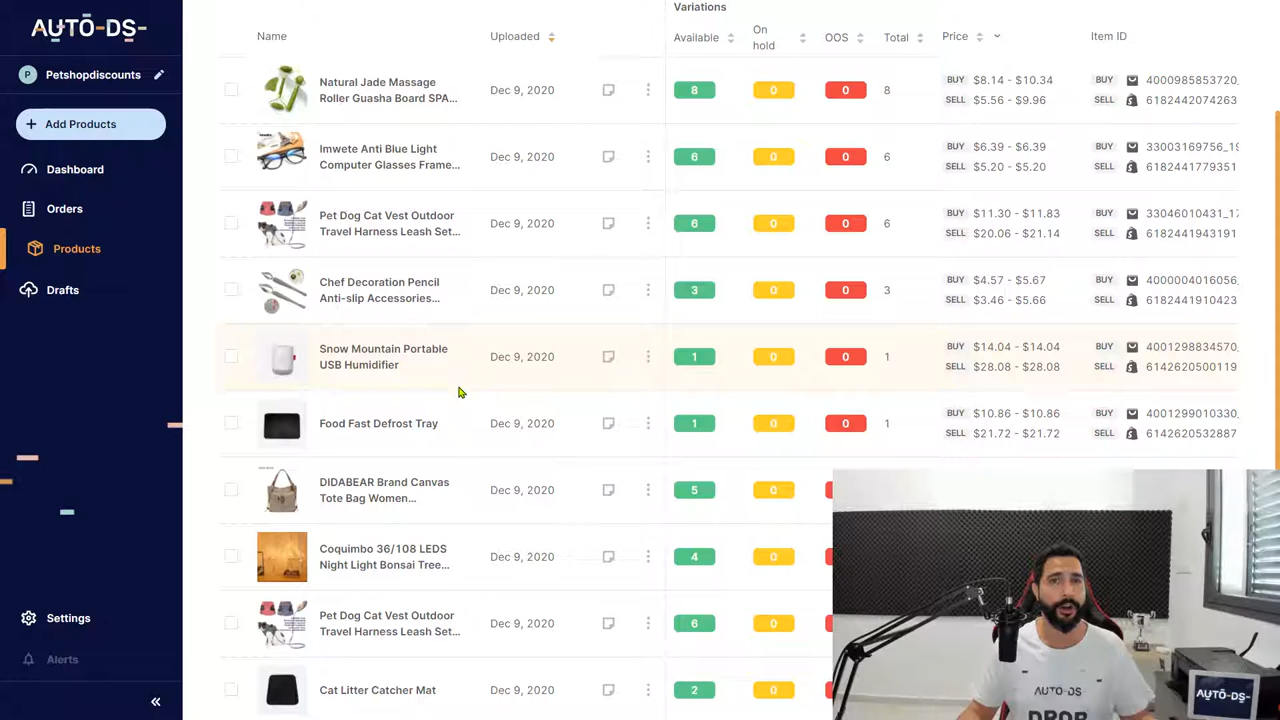 AUTO-DS-
P Petshopdiscounts
+ Add Products
Dashboard
Orders
Products
Drafts
Settings
Alerts
«
Variations
Name Uploaded Available On hold OOS Total Price Item ID
Natural Jade Massage
Roller Guasha Board SPA...
Dec 9, 2020 8 0 0 8
BUY $8.14 - $10.34 BUY 4000985853720_
SELL $5.56 - $9.96 SELL 6182442074263
Imwete Anti Blue Light
Computer Glasses Frame...
Dec 9, 2020 6 0 0 6
BUY $6.39 - $6.39 BUY 33003169756_19
SELL $5.20 - $5.20 SELL 6182441779351
Pet Dog Cat Vest Outdoor
Travel Harness Leash Set...
Dec 9, 2020 6 0 0 6
BUY - $11.83 BUY 33006010431_17
SELL $20.06 - $21.14 SELL 6182441943191
Chef Decoration Pencil
Anti-slip Accessories...
Dec 9, 2020 3 0 0 3
BUY $4.57 - $5.67 BUY 4000004016056_
SELL $3.46 - $5.66 SELL 6182441910423
Snow Mountain Portable
USB Humidifier
Dec 9, 2020 1 0 0 1
BUY $14.04 - $14.04 BUY 4001298834570_
SELL $28.08 - $28.08 SELL 6142620500119
Food Fast Defrost Tray
Dec 9, 2020 1 0 0 1
BUY $10.86 - $10.86 BUY 4001299010330_
SELL $21.72 - $21.72 SELL 6142620532887
DIDABEAR Brand Canvas
Tote Bag Women...
Dec 9, 2020 5 0
Coquimbo 36/108 LEDS
Night Light Bonsai Tree...
Dec 9, 2020 4 0
Pet Dog Cat Vest Outdoor
Travel Harness Leash Set...
Dec 9, 2020 6 0
Cat Litter Catcher Mat
Dec 9, 2020 2 0
AUTO-DS-
DROP
AUTO-DS-